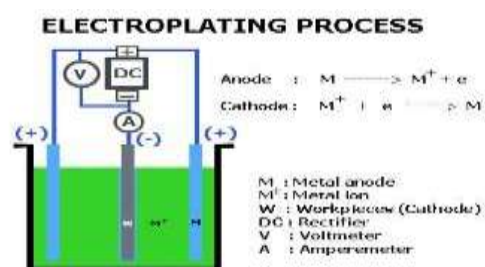 ELECTROPLATING PROCESS
+
V DC
−
A
(+) (-) (+)
W M⁺ M
Anode : M ------> M⁺ + e
Cathode : M⁺ + e ------> M
M : Metal anode
M⁺ : Metal ion
W : Workpieces (Cathode)
DC : Rectifier
V : Voltmeter
A : Amperemeter